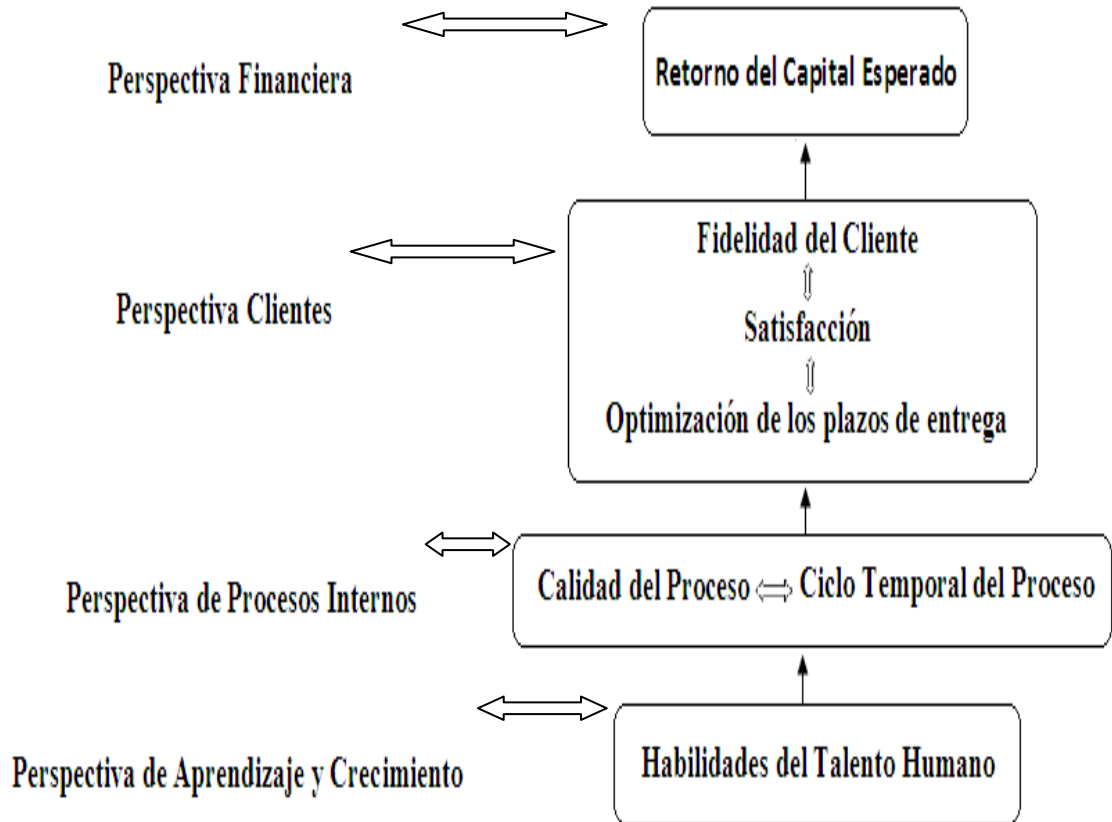 Retorno del Capital Esperado
Perspectiva Financiera
Fidelidad del Cliente
Perspectiva Clientes
Satisfacción
Optimización de los plazos de entrega
Calidad del Proceso Ciclo Temporal del Proceso
Perspectiva de Procesos Internos
Habilidades del Talento Humano
Perspectiva de Aprendizaje y Crecimiento